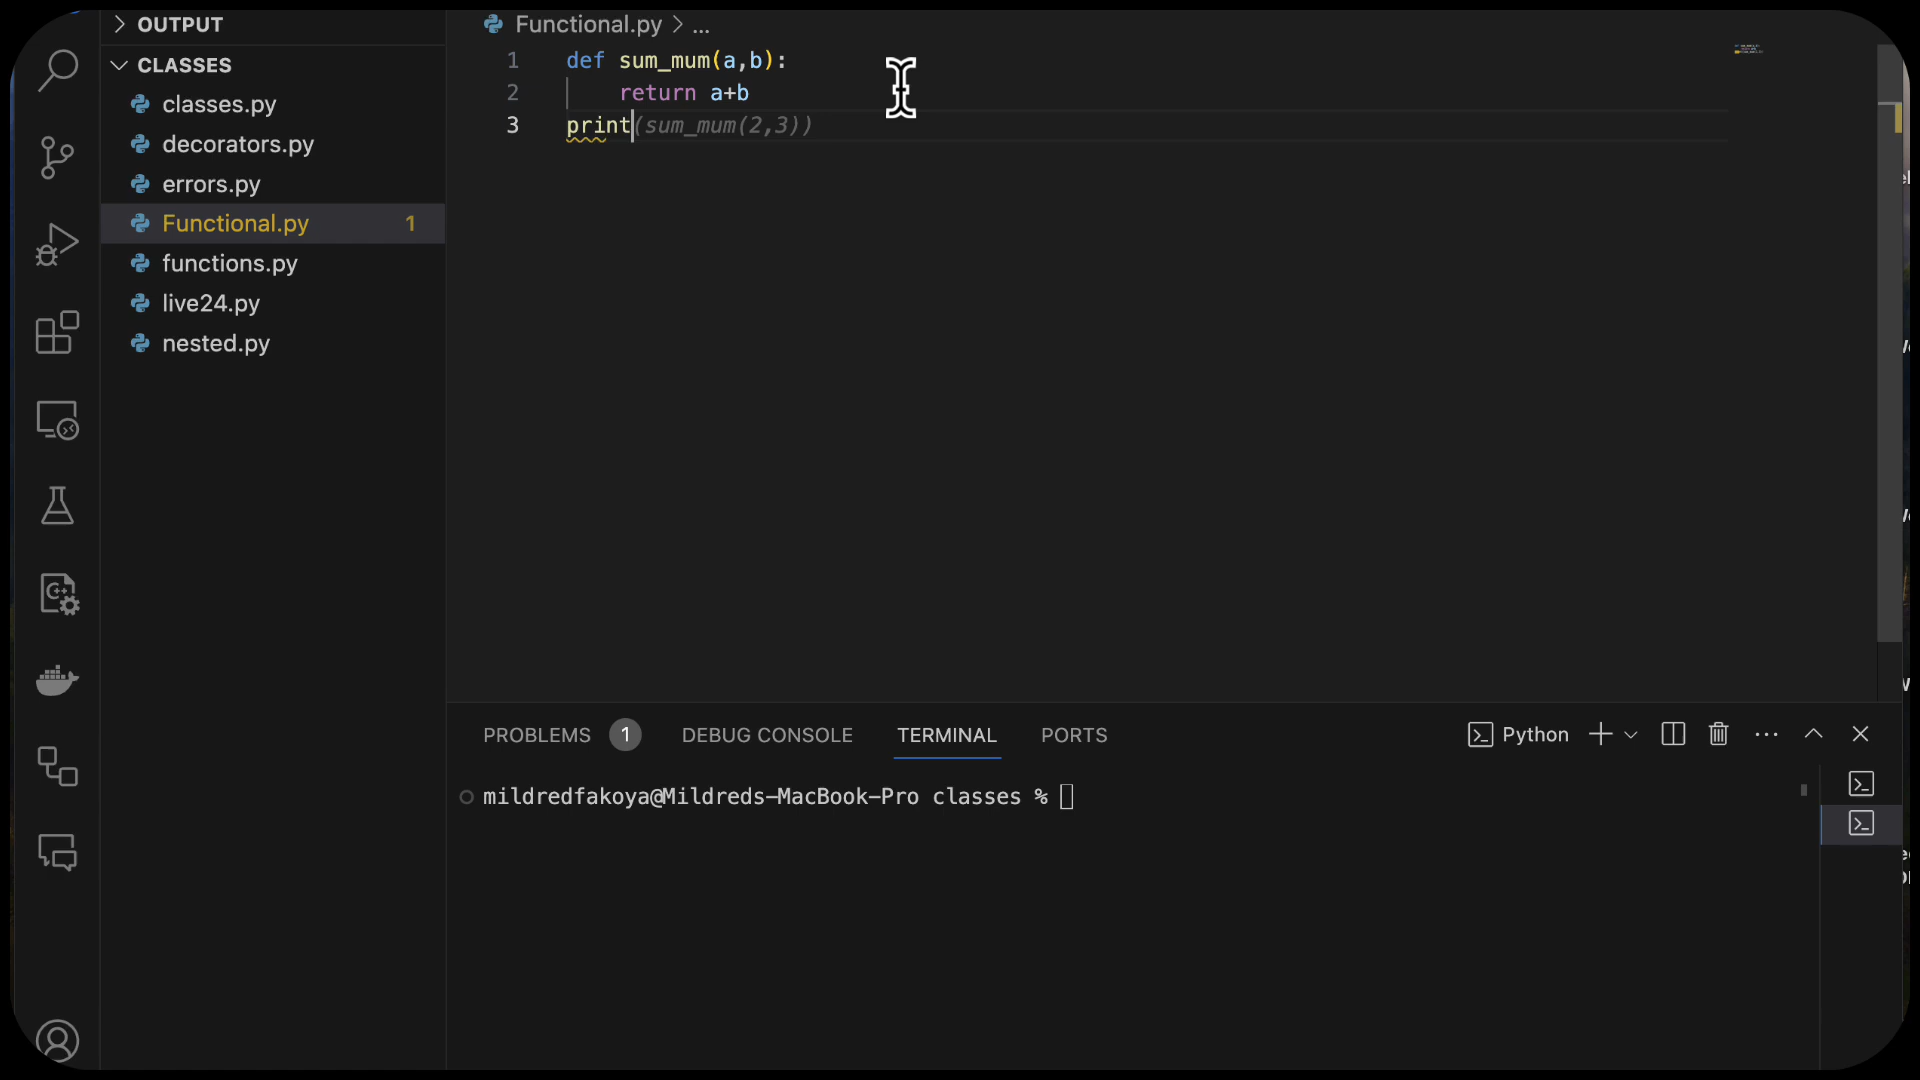 OUTPUT
CLASSES
classes.py
decorators.py
errors.py
Functional.py 1
functions.py
live24.py
nested.py
Functional.py > ...
1 def sum_mum(a,b):
2 return a+b
3 print(sum_mum(2,3))
PROBLEMS 1 DEBUG CONSOLE TERMINAL PORTS
Python
mildredfakoya@Mildreds-MacBook-Pro classes %